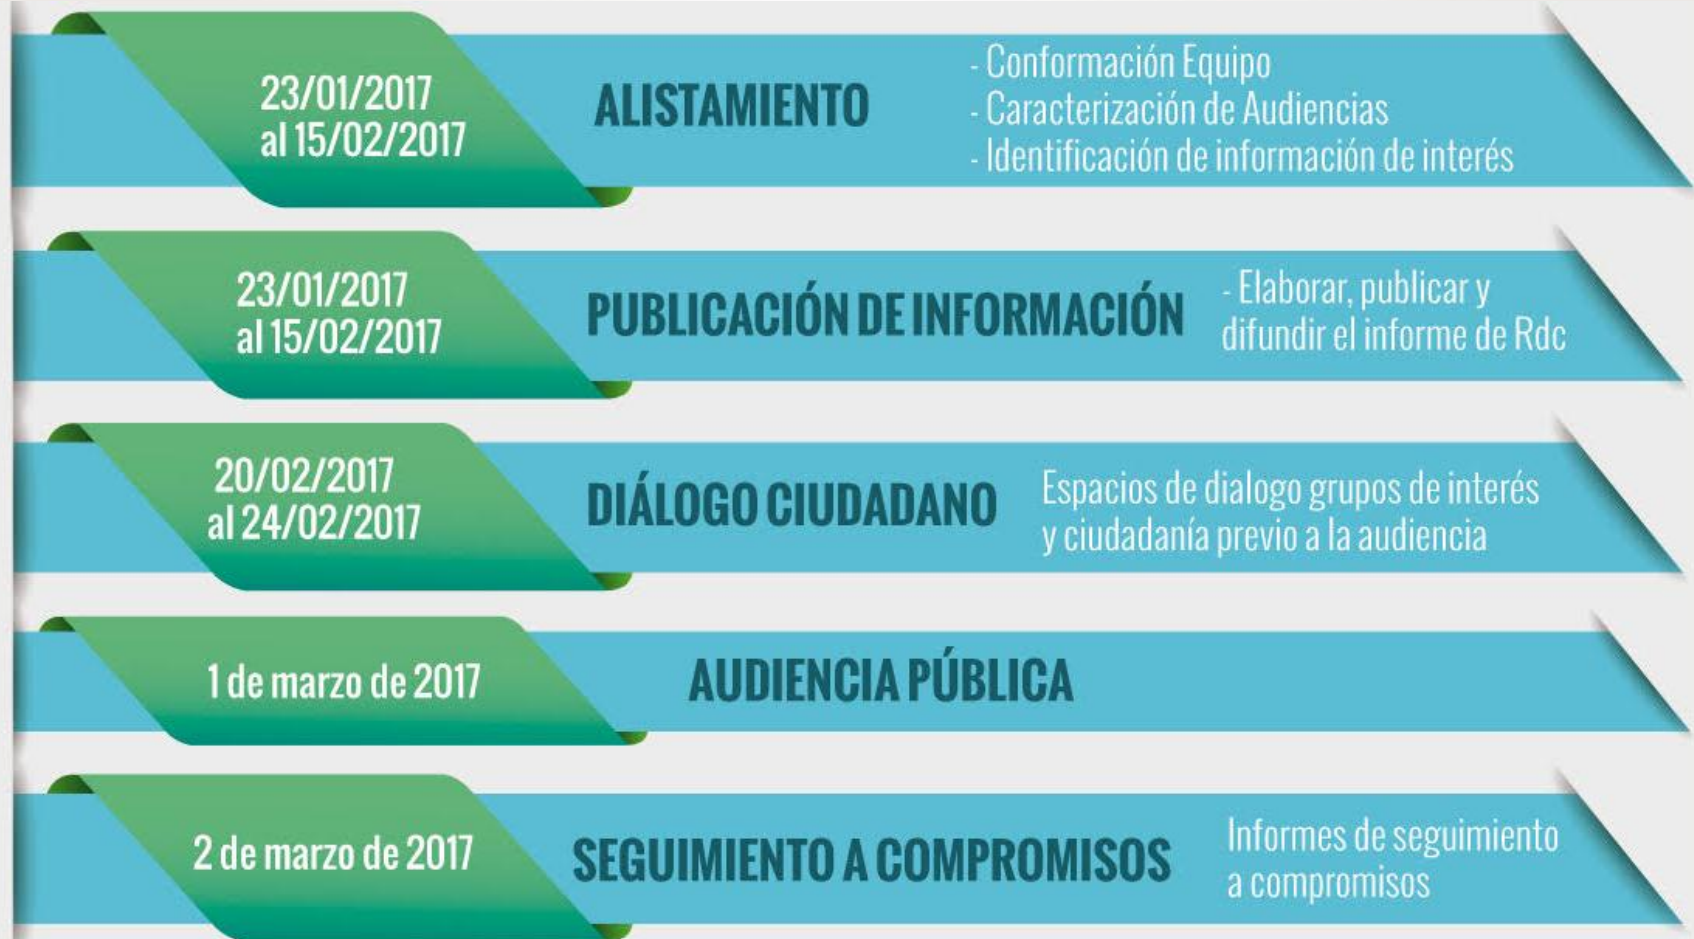 23/01/2017
al 15/02/2017
ALISTAMIENTO
- Conformación Equipo
- Caracterización de Audiencias
- Identificación de información de interés
23/01/2017
al 15/02/2017
PUBLICACIÓN DE INFORMACIÓN
- Elaborar, publicar y
difundir el informe de Rdc
20/02/2017
al 24/02/2017
DIÁLOGO CIUDADANO
Espacios de dialogo grupos de interés
y ciudadanía previo a la audiencia
1 de marzo de 2017
AUDIENCIA PÚBLICA
2 de marzo de 2017
SEGUIMIENTO A COMPROMISOS
Informes de seguimiento
a compromisos